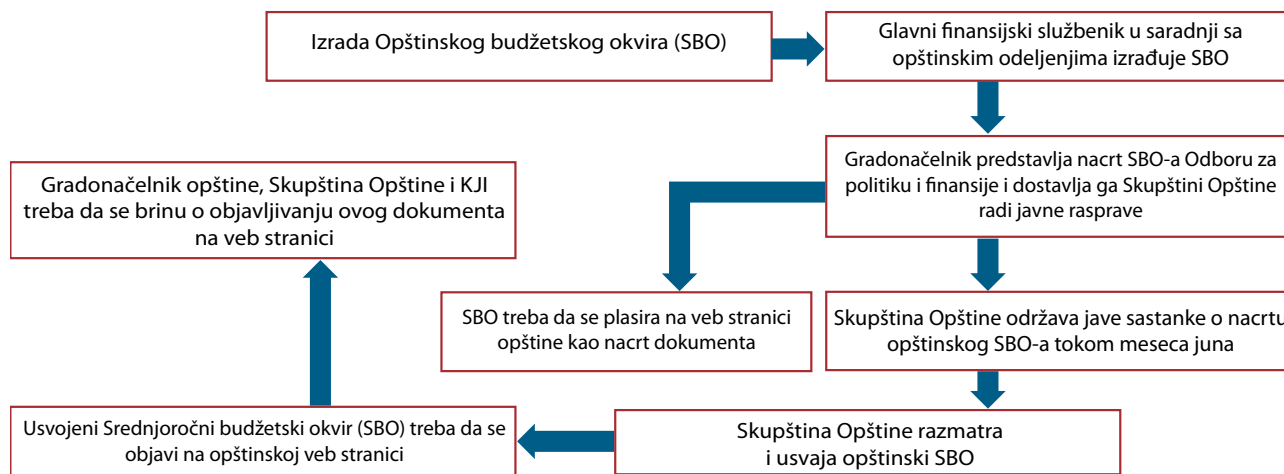 Izrada Opštinskog budžetskog okvira (SBO)
Glavni finansijski službenik u saradnji sa
opštinskim odeljenjima izrađuje SBO
Gradonačelnik predstavlja nacrt SBO-a Odboru za
politiku i finansije i dostavlja ga Skupštini Opštine
radi javne rasprave
SBO treba da se plasira na veb stranici
opštine kao nacrt dokumenta
Skupština Opštine održava jave sastanke o nacrtu
opštinskog SBO-a tokom meseca juna
Skupština Opštine razmatra
i usvaja opštinski SBO
Usvojeni Srednjoročni budžetski okvir (SBO) treba da se
objavi na opštinskoj veb stranici
Gradonačelnik opštine, Skupština Opštine i KJI
treba da se brinu o objavljivanju ovog dokumenta
na veb stranici